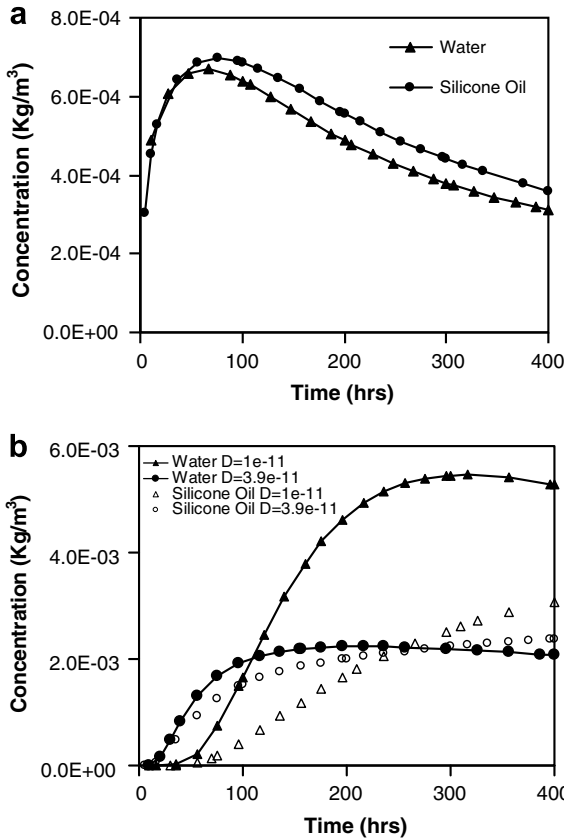 a
8.0E-04
6.0E-04
4.0E-04
2.0E-04
0.0E+00
Concentration (Kg/m³)
Water
Silicone Oil
0 100 200 300 400
Time (hrs)
b
6.0E-03
4.0E-03
2.0E-03
0.0E+00
Concentration (Kg/m³)
Water D=1e-11
Water D=3.9e-11
Silicone Oil D=1e-11
Silicone Oil D=3.9e-11
0 100 200 300 400
Time (hrs)